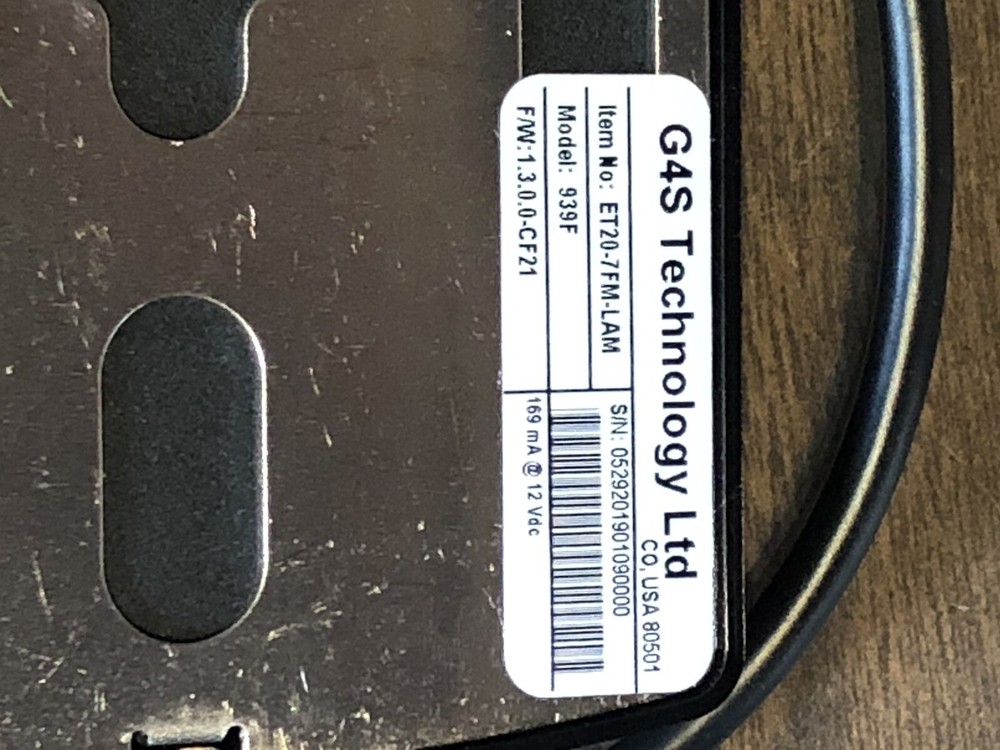 G4S Technology Ltd
CO, USA 80501
Item No: ET20-7FM-LAM
S/N: 0529201901090000
Model: 939F
F/W:1.3.0.0-CF21
169 mA @ 12 Vdc